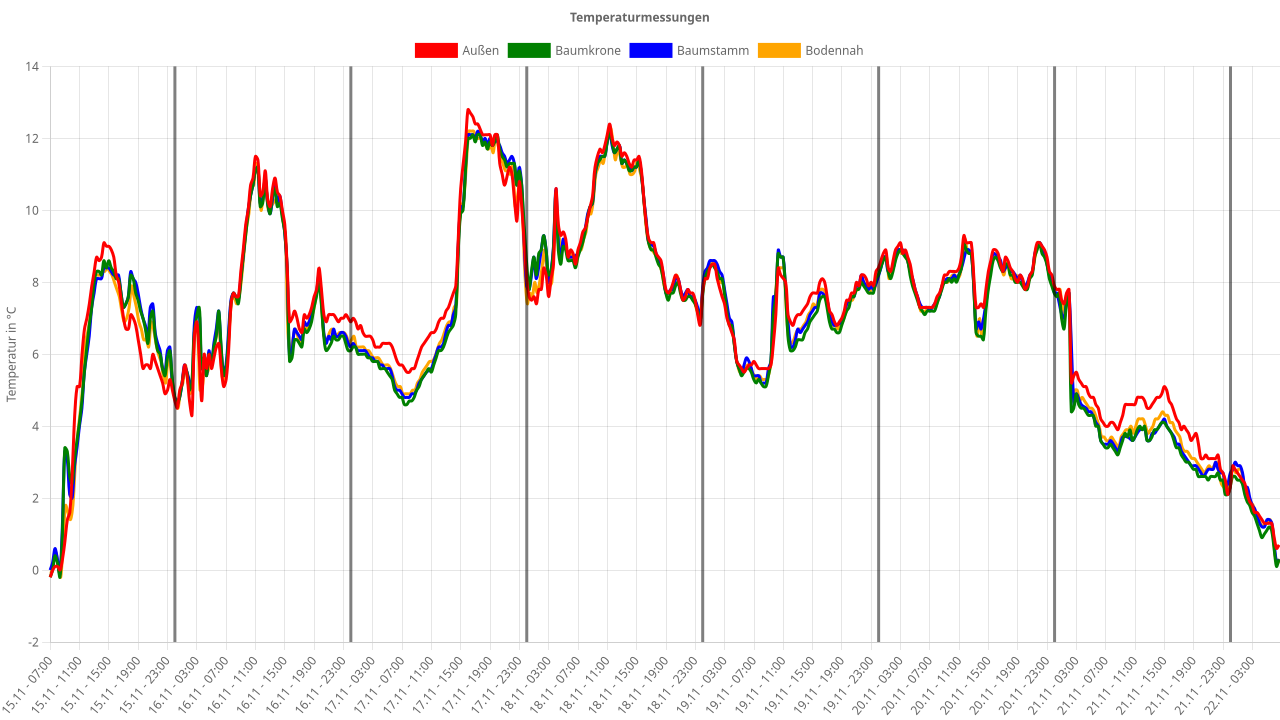 Temperaturmessungen
Außen Baumkrone Baumstamm Bodennah
Temperatur in °C
14
12
10
8
6
4
2
0
-2
15.11 - 07:00
15.11 - 11:00
15.11 - 15:00
15.11 - 19:00
15.11 - 23:00
16.11 - 03:00
16.11 - 07:00
16.11 - 11:00
16.11 - 15:00
16.11 - 19:00
16.11 - 23:00
17.11 - 03:00
17.11 - 07:00
17.11 - 11:00
17.11 - 15:00
17.11 - 19:00
17.11 - 23:00
18.11 - 03:00
18.11 - 07:00
18.11 - 11:00
18.11 - 15:00
18.11 - 19:00
18.11 - 23:00
19.11 - 03:00
19.11 - 07:00
19.11 - 11:00
19.11 - 15:00
19.11 - 19:00
19.11 - 23:00
20.11 - 03:00
20.11 - 07:00
20.11 - 11:00
20.11 - 15:00
20.11 - 19:00
20.11 - 23:00
21.11 - 03:00
21.11 - 07:00
21.11 - 11:00
21.11 - 15:00
21.11 - 19:00
21.11 - 23:00
22.11 - 03:00